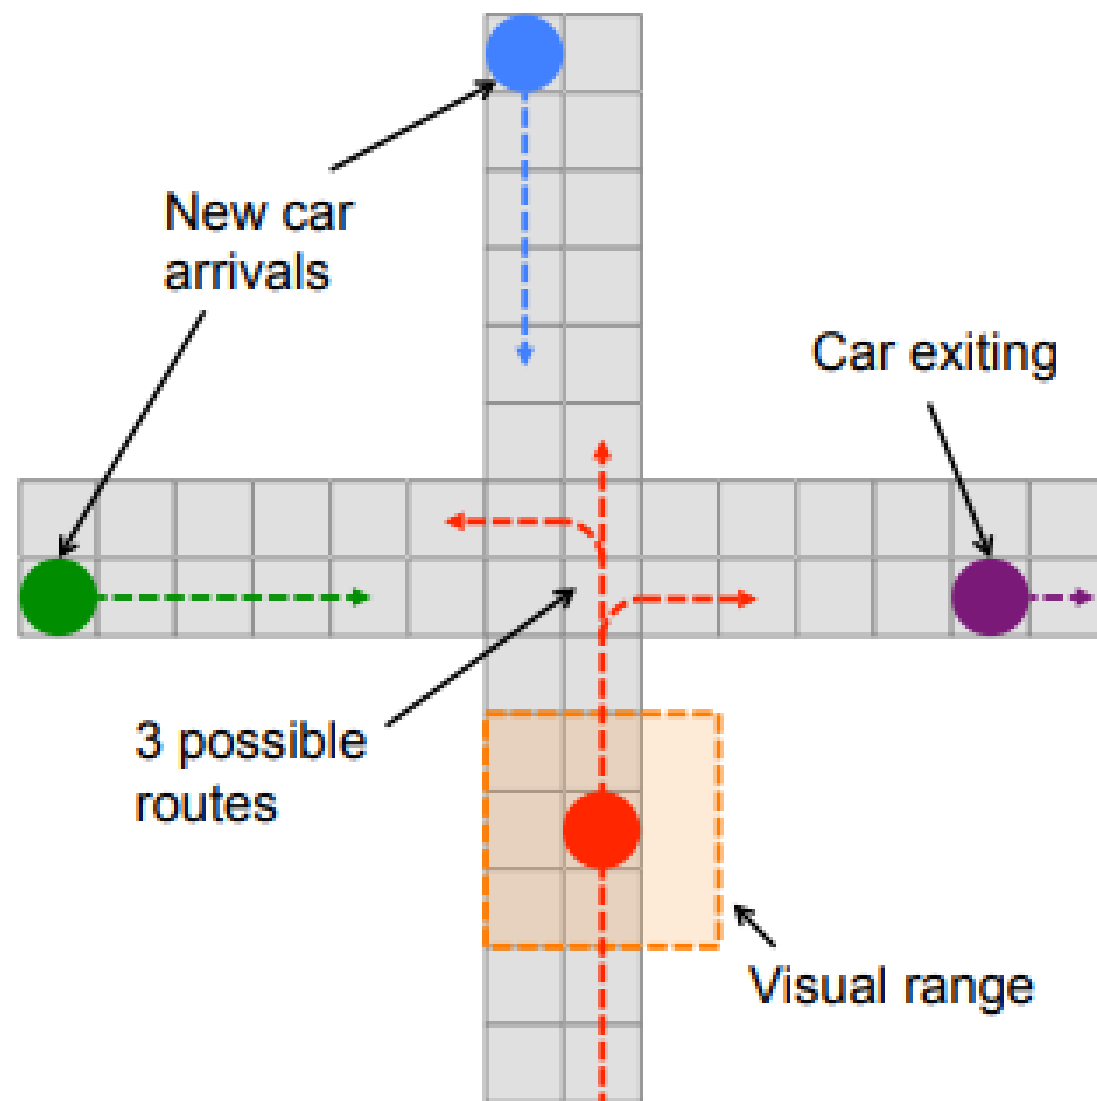 New car
arrivals
Car exiting
3 possible
routes
Visual range